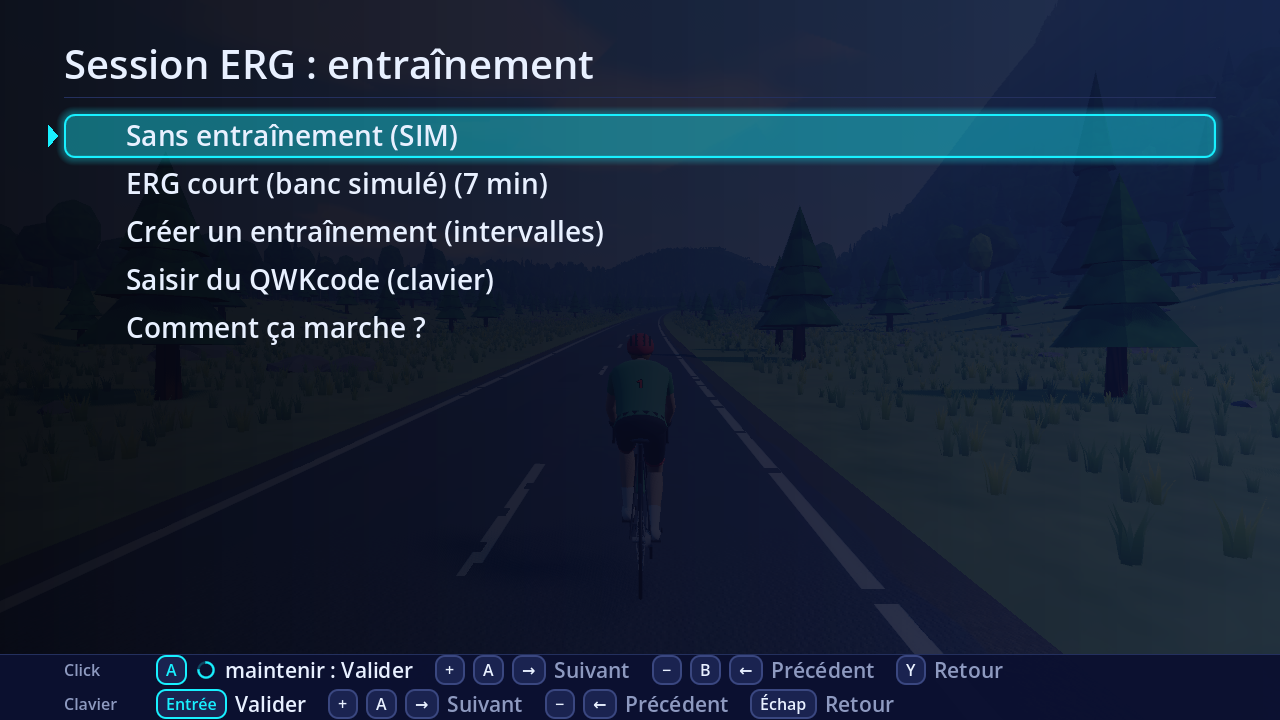 Session ERG : entraînement
Sans entraînement (SIM)
ERG court (banc simulé) (7 min)
Créer un entraînement (intervalles)
Saisir du QWKcode (clavier)
Comment ça marche ?
Click A maintenir : Valider + A → Suivant − B ← Précédent Y Retour
Clavier Entrée Valider + A → Suivant − ← Précédent Échap Retour